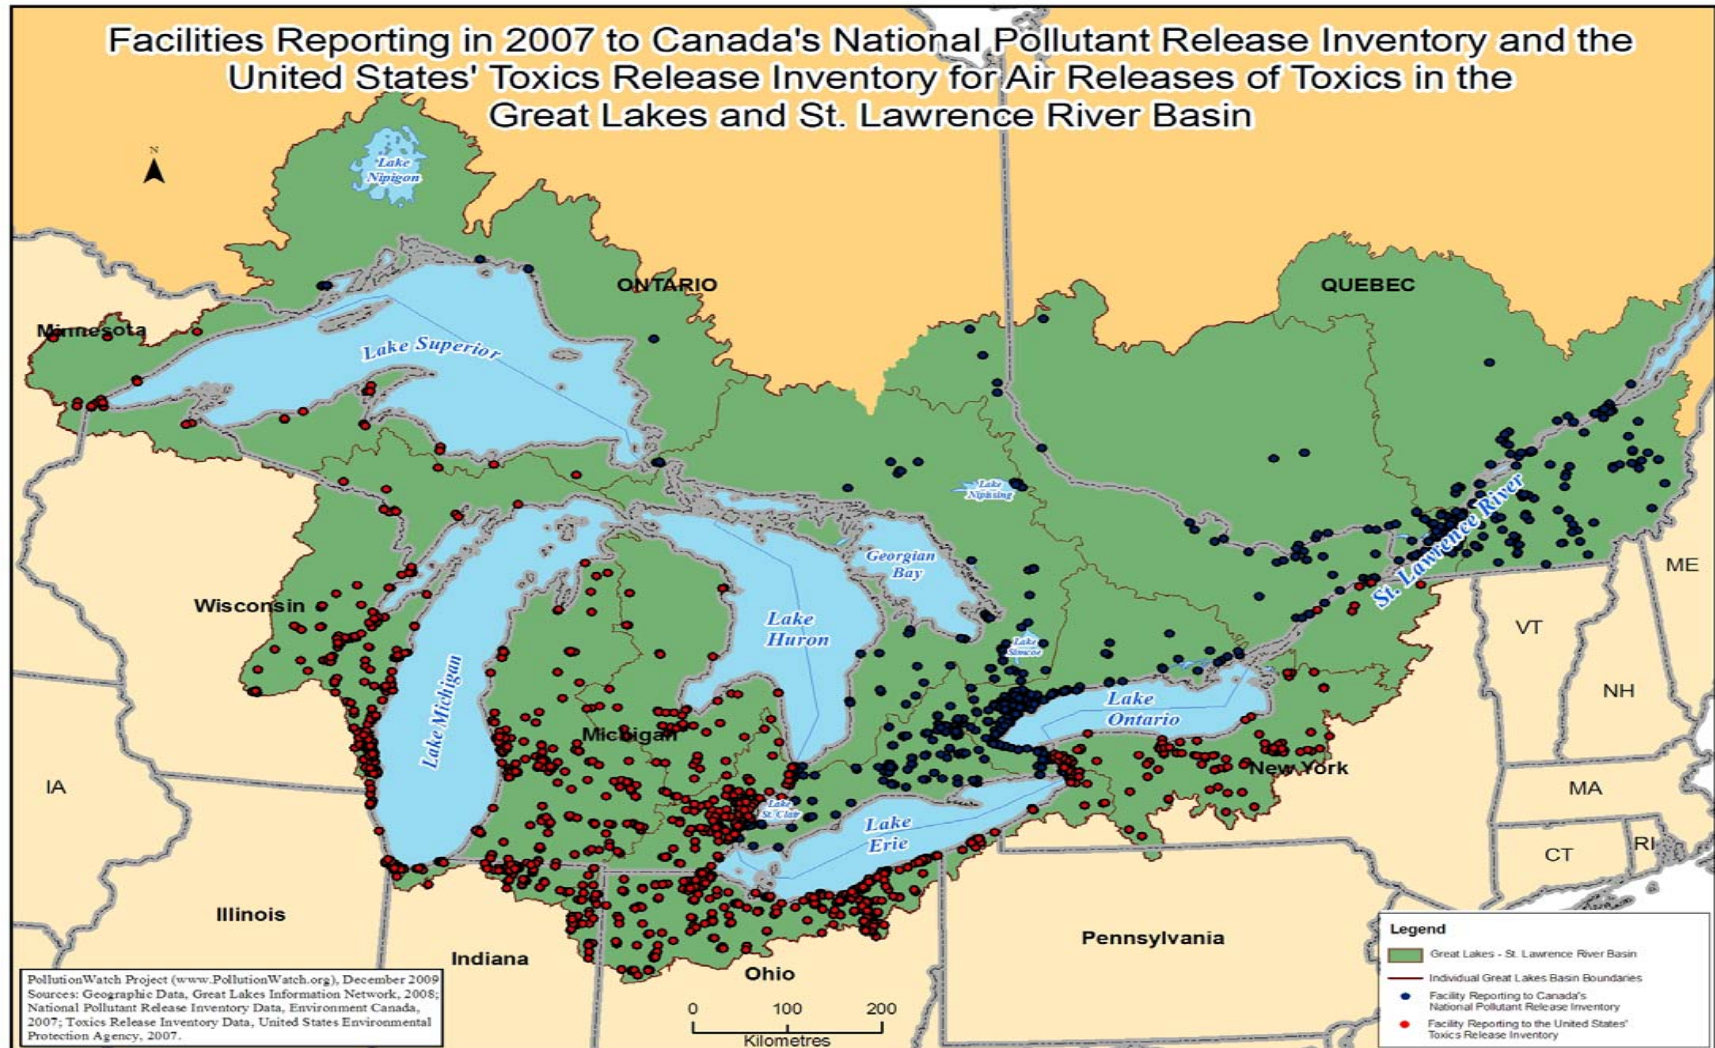 Facilities Reporting in 2007 to Canada's National Pollutant Release Inventory and the
United States' Toxics Release Inventory for Air Releases of Toxics in the
Great Lakes and St. Lawrence River Basin
N
Lake
Nipigon
ONTARIO
QUEBEC
Minnesota
Lake Superior
Lake
Nipissing
St. Lawrence River
Georgian
Bay
ME
Wisconsin
Lake
Huron
Lake
Simcoe
VT
NH
Lake Michigan
Lake
Ontario
Michigan
New York
IA
MA
Lake
St. Clair
Lake
Erie
CT
RI
Illinois
Pennsylvania
Indiana
Ohio
PollutionWatch Project (www.PollutionWatch.org), December 2009
Sources: Geographic Data, Great Lakes Information Network, 2008;
National Pollutant Release Inventory Data, Environment Canada,
2007; Toxics Release Inventory Data, United States Environmental
Protection Agency, 2007.
0 100 200
Kilometres
Legend
Great Lakes - St. Lawrence River Basin
Individual Great Lakes Basin Boundaries
Facility Reporting to Canada's
National Pollutant Release Inventory
Facility Reporting to the United States'
Toxics Release Inventory